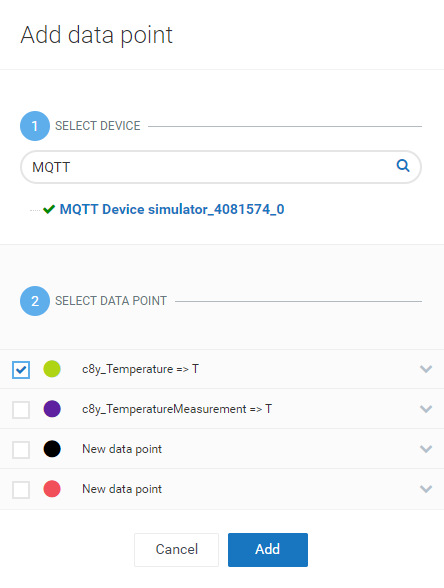 Add data point
1 SELECT DEVICE
MQTT
MQTT Device simulator_4081574_0
2 SELECT DATA POINT
c8y_Temperature => T
c8y_TemperatureMeasurement => T
New data point
New data point
Cancel Add